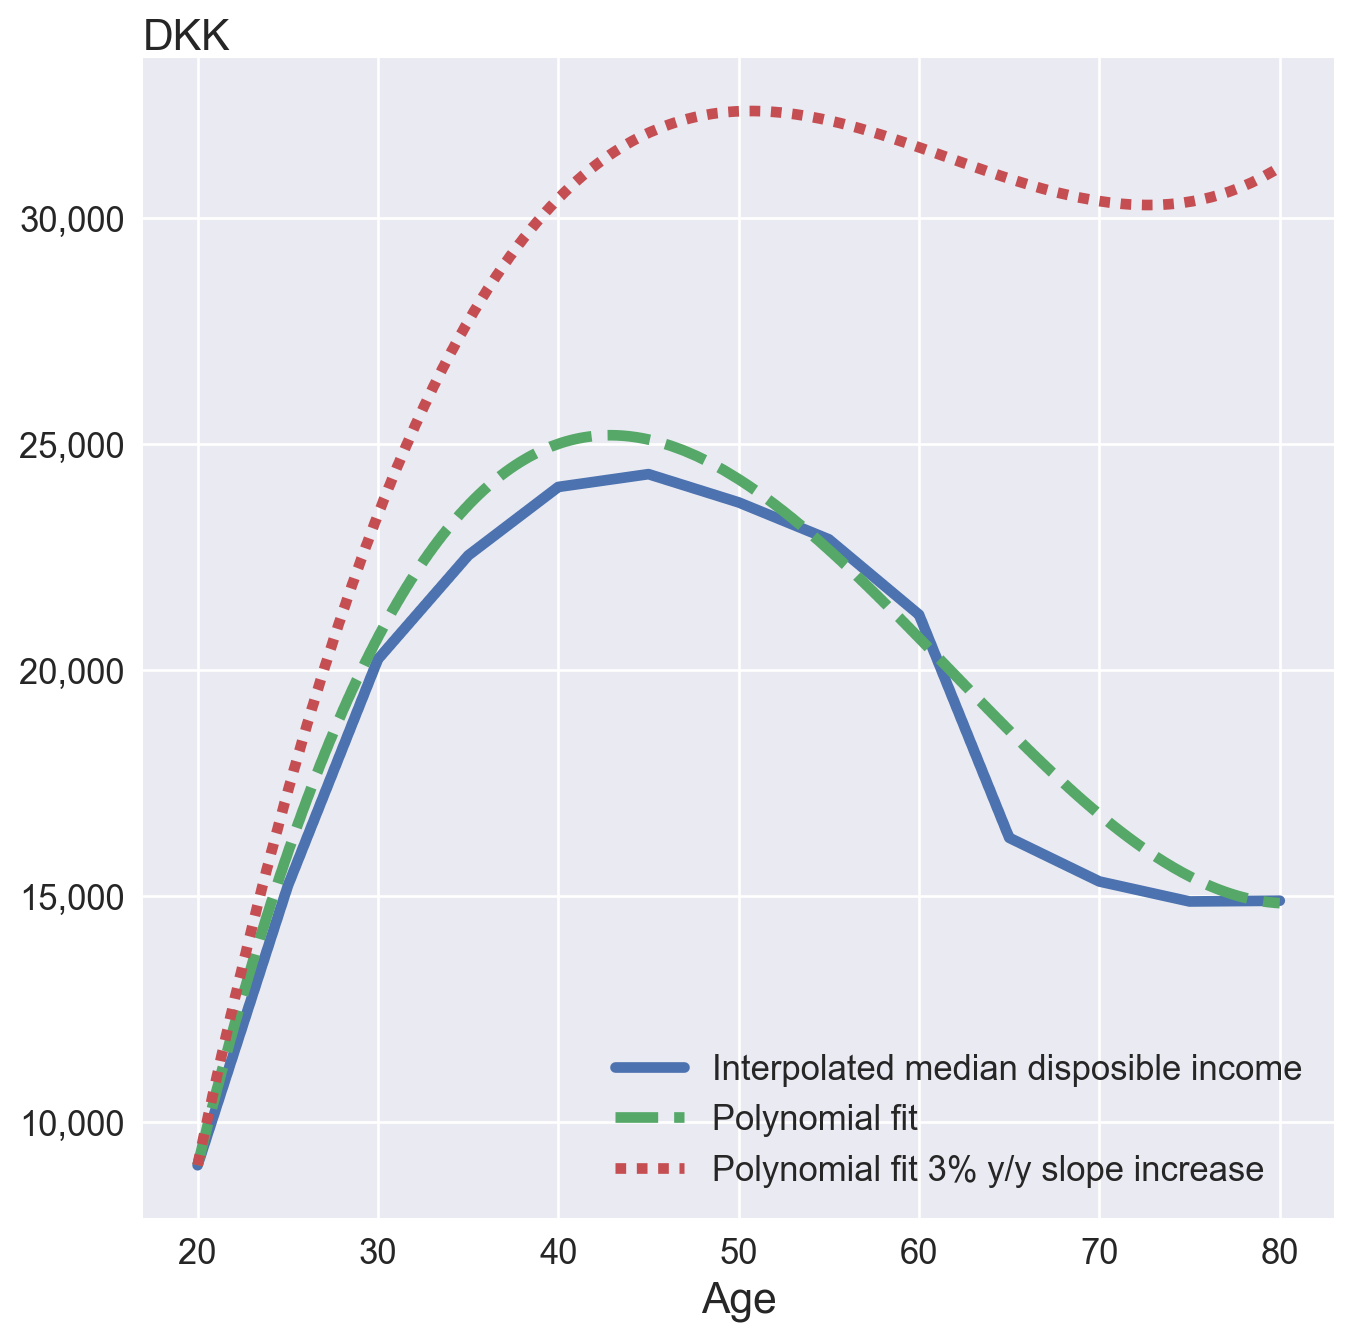 DKK
30,000
25,000
20,000
15,000
10,000
Interpolated median disposible income
Polynomial fit
Polynomial fit 3% y/y slope increase
20 30 40 50 60 70 80
Age